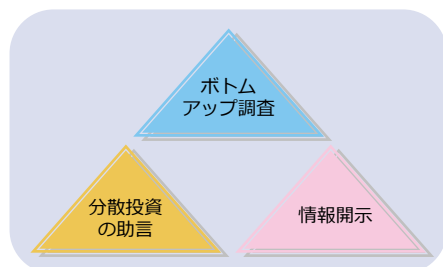 ボトム
アップ調査
分散投資
の助言
情報開示